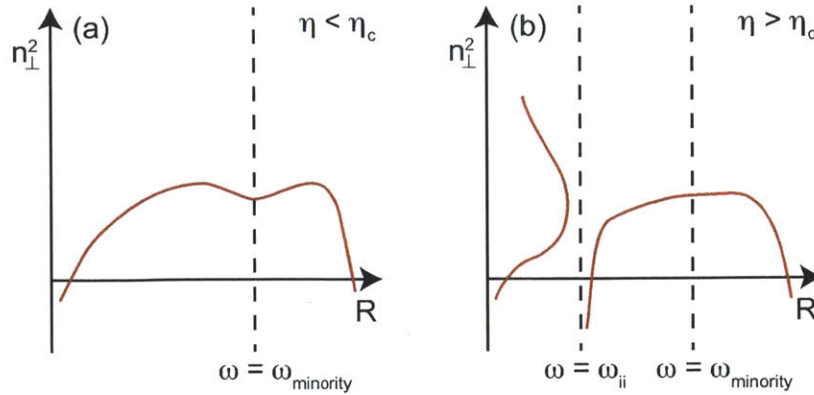 (a)
η < η_c
n_⊥^2
R
ω = ω_minority
(b)
η > η_c
n_⊥^2
R
ω = ω_ii
ω = ω_minority